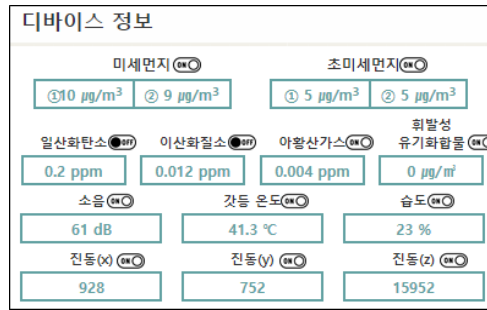 디바이스 정보
미세먼지 ON 초미세먼지 ON
①10 ㎍/m³ ② 9 ㎍/m³ ① 5 ㎍/m³ ② 5 ㎍/m³
휘발성
일산화탄소 OFF 이산화질소 OFF 아황산가스 ON 유기화합물 ON
0.2 ppm 0.012 ppm 0.004 ppm 0 ㎍/㎥
소음 ON 갓등 온도 ON 습도 ON
61 dB 41.3 ℃ 23 %
진동(x) ON 진동(y) ON 진동(z) ON
928 752 15952